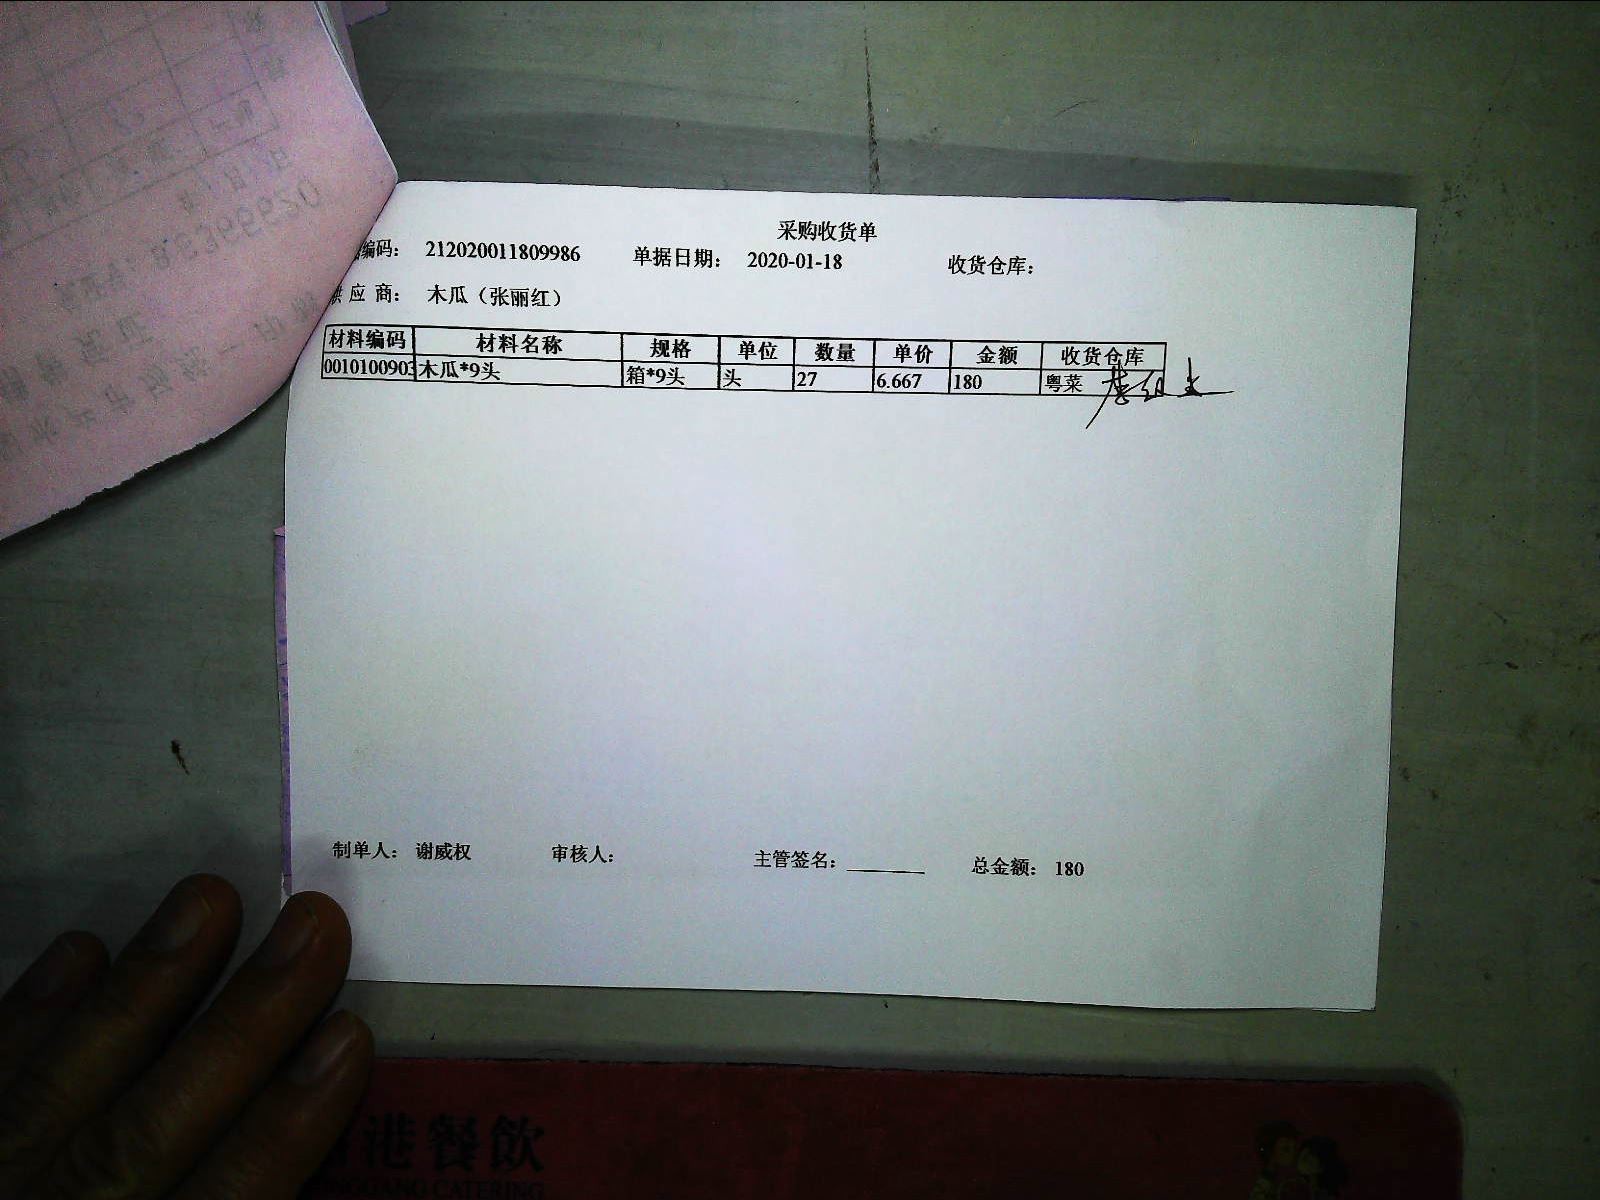 采购收货单
编码： 212020011809986 单据日期： 2020-01-18 收货仓库：
供 应 商： 木瓜（张丽红）
材料编码 材料名称 规格 单位 数量 单价 金额 收货仓库
0010100903 木瓜*9头 箱*9头 头 27 6.667 180 粤菜
制单人： 谢威权 审核人： 主管签名： 总金额： 180
港餐飲
CATERING